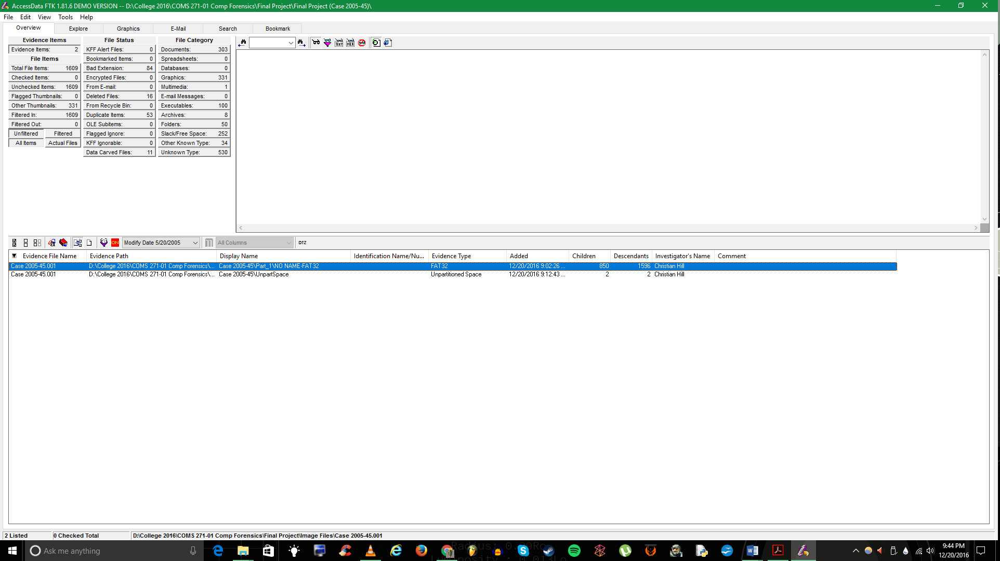 AccessData FTK 1.81.6 DEMO VERSION -- D:\College 2016\COMS 271-01 Comp Forensics\Final Project\Final Project (Case 2005-45)\
File Edit View Tools Help
Overview Explore Graphics E-Mail Search Bookmark
Evidence Items File Status File Category
Evidence Items: 2 KFF Alert Files: 0 Documents: 303
File Items Bookmarked Items: 0 Spreadsheets: 0
Total File Items: 1609 Bad Extension: 84 Databases: 0
Checked Items: 0 Encrypted Files: 0 Graphics: 331
Unchecked Items: 1609 From E-mail: 0 Multimedia: 1
Flagged Thumbnails: 0 Deleted Files: 16 E-mail Messages: 0
Other Thumbnails: 331 From Recycle Bin: 0 Executables: 100
Filtered In: 1609 Duplicate Items: 53 Archives: 8
Filtered Out: 0 OLE Subitems: 0 Folders: 50
Unfiltered Filtered Flagged Ignore: 0 Slack/Free Space: 252
All Items Actual Files KFF Ignorable: 0 Other Known Type: 34
Data Carved Files: 11 Unknown Type: 530
TEXT HEX
ON Modify Date 5/20/2005 All Columns DTZ
Evidence File Name Evidence Path Display Name Identification Name/Nu... Evidence Type Added Children Descendants Investigator's Name Comment
Case 2005-45.001 D:\College 2016\COMS 271-01 Comp Forensics\... Case 2005-45\Part_1\NO NAME-FAT32 FAT32 12/20/2016 9:02:26 ... 850 1596 Christian Hill
Case 2005-45.001 D:\College 2016\COMS 271-01 Comp Forensics\... Case 2005-45\UnpartSpace Unpartitioned Space 12/20/2016 9:12:43 ... 2 2 Christian Hill
2 Listed 0 Checked Total D:\College 2016\COMS 271-01 Comp Forensics\Final Project\Image Files\Case 2005-45.001
Ask me anything
9:44 PM
12/20/2016